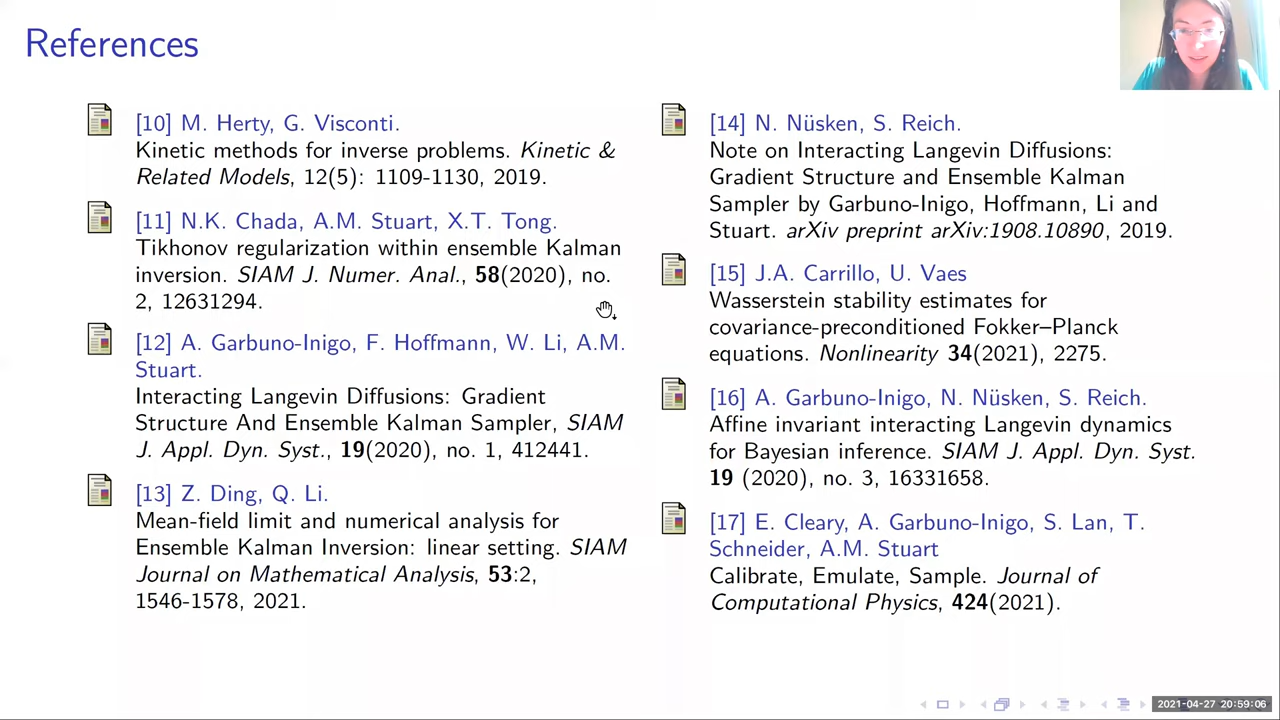 References
[10] M. Herty, G. Visconti.
Kinetic methods for inverse problems. Kinetic &
Related Models, 12(5): 1109-1130, 2019.
[11] N.K. Chada, A.M. Stuart, X.T. Tong.
Tikhonov regularization within ensemble Kalman
inversion. SIAM J. Numer. Anal., 58(2020), no.
2, 12631294.
[12] A. Garbuno-Inigo, F. Hoffmann, W. Li, A.M.
Stuart.
Interacting Langevin Diffusions: Gradient
Structure And Ensemble Kalman Sampler, SIAM
J. Appl. Dyn. Syst., 19(2020), no. 1, 412441.
[13] Z. Ding, Q. Li.
Mean-field limit and numerical analysis for
Ensemble Kalman Inversion: linear setting. SIAM
Journal on Mathematical Analysis, 53:2,
1546-1578, 2021.
[14] N. Nüsken, S. Reich.
Note on Interacting Langevin Diffusions:
Gradient Structure and Ensemble Kalman
Sampler by Garbuno-Inigo, Hoffmann, Li and
Stuart. arXiv preprint arXiv:1908.10890, 2019.
[15] J.A. Carrillo, U. Vaes
Wasserstein stability estimates for
covariance-preconditioned Fokker–Planck
equations. Nonlinearity 34(2021), 2275.
[16] A. Garbuno-Inigo, N. Nüsken, S. Reich.
Affine invariant interacting Langevin dynamics
for Bayesian inference. SIAM J. Appl. Dyn. Syst.
19 (2020), no. 3, 16331658.
[17] E. Cleary, A. Garbuno-Inigo, S. Lan, T.
Schneider, A.M. Stuart
Calibrate, Emulate, Sample. Journal of
Computational Physics, 424(2021).
2021-04-27 20:59:06